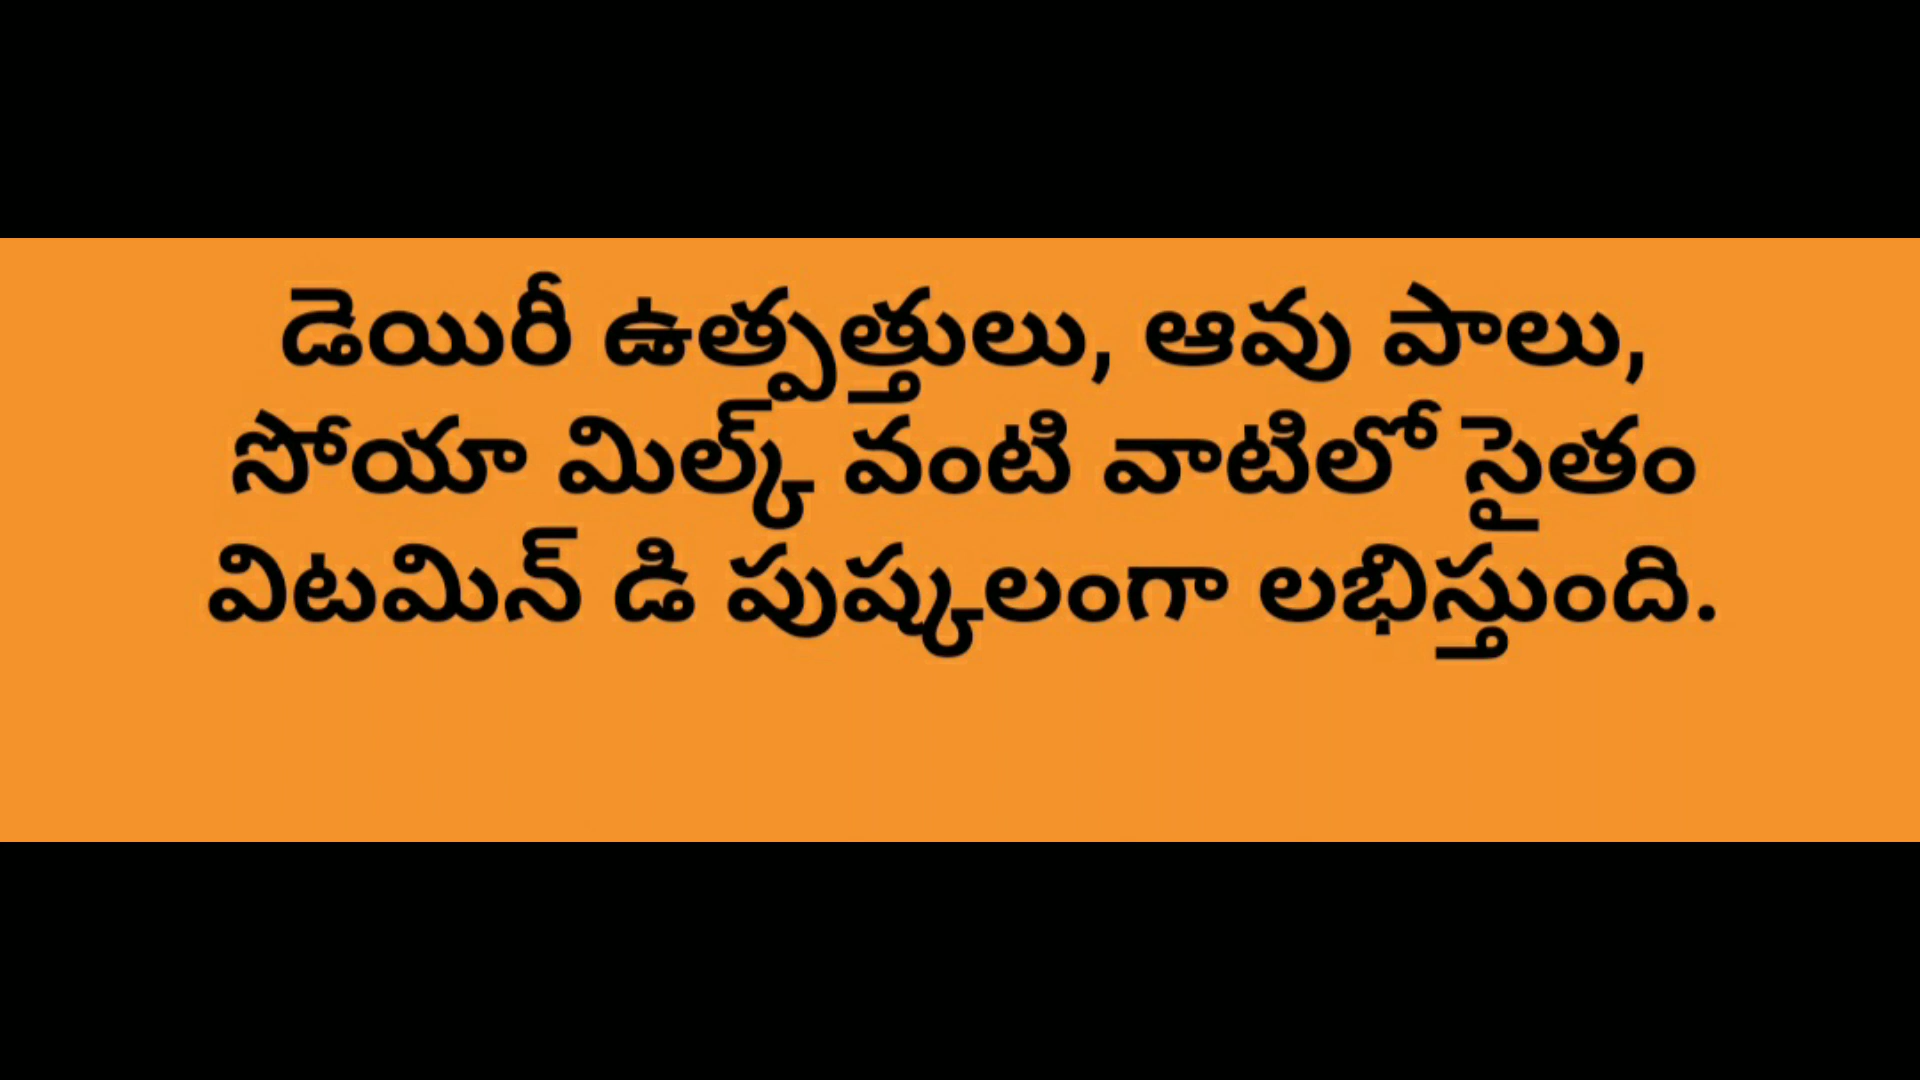 డెయిరీ ఉత్పత్తులు, ఆవు పాలు,
సోయా మిల్క్ వంటి వాటిలో సైతం
విటమిన్ డి పుష్కలంగా లభిస్తుంది.